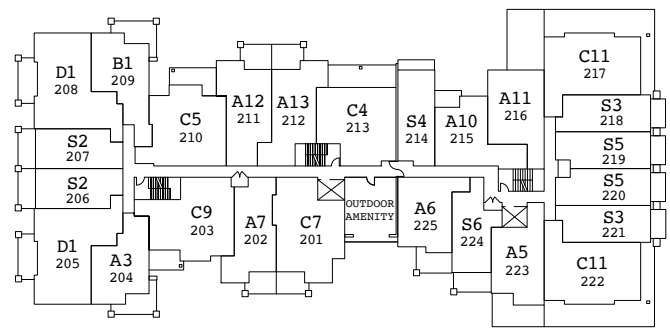 D1
208
B1
209
C5
210
A12
211
A13
212
C4
213
S4
214
A10
215
A11
216
C11
217
S3
218
S5
219
S5
220
S3
221
C11
222
A5
223
S6
224
A6
225
OUTDOOR
AMENITY
C7
201
A7
202
C9
203
A3
204
D1
205
S2
206
S2
207